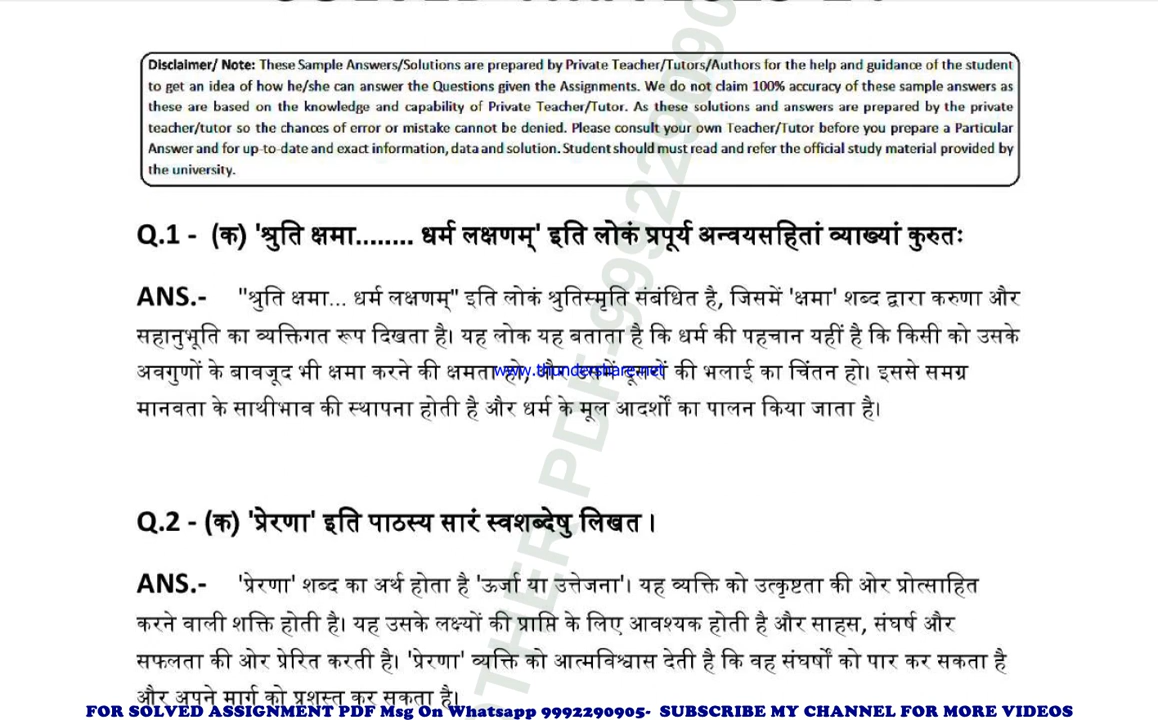 Disclaimer/ Note: These Sample Answers/Solutions are prepared by Private Teacher/Tutors/Authors for the help and guidance of the student
to get an idea of how he/she can answer the Questions given the Assignments. We do not claim 100% accuracy of these sample answers as
these are based on the knowledge and capability of Private Teacher/Tutor. As these solutions and answers are prepared by the private
teacher/tutor so the chances of error or mistake cannot be denied. Please consult your own Teacher/Tutor before you prepare a Particular
Answer and for up-to-date and exact information, data and solution. Student should must read and refer the official study material provided by
the university.
Q.1 - (क) 'श्रुति क्षमा........ धर्म लक्षणम्' इति लोकं प्रपूर्य अन्वयसहितां व्याख्यां कुरुतः
ANS.- "श्रुति क्षमा... धर्म लक्षणम्" इति लोकं श्रुतिस्मृति संबंधित है, जिसमें 'क्षमा' शब्द द्वारा करुणा और
सहानुभूति का व्यक्तिगत रूप दिखता है। यह लोक यह बताता है कि धर्म की पहचान यहीं है कि किसी को उसके
अवगुणों के बावजूद भी क्षमा करने की क्षमता हो, की भलाई का चिंतन हो। इससे समग्र
www.thundershare.net
मानवता के साथीभाव की स्थापना होती है और धर्म के मूल आदर्शों का पालन किया जाता है।
Q.2 - (क) 'प्रेरणा' इति पाठस्य सारं स्वशब्देषु लिखत।
ANS.- 'प्रेरणा' शब्द का अर्थ होता है 'ऊर्जा या उत्तेजना'। यह व्यक्ति को उत्कृष्टता की ओर प्रोत्साहित
करने वाली शक्ति होती है। यह उसके लक्ष्यों की प्राप्ति के लिए आवश्यक होती है और साहस, संघर्ष और
सफलता की ओर प्रेरित करती है। 'प्रेरणा' व्यक्ति को आत्मविश्वास देती है कि वह संघर्षों को पार कर सकता है
और अपने मार्ग को प्रशस्त कर सकता है।
FOR SOLVED ASSIGNMENT PDF Msg On Whatsapp 9992290905- SUBSCRIBE MY CHANNEL FOR MORE VIDEOS